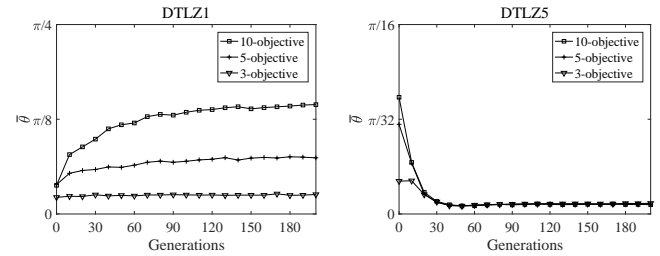 DTLZ1
π/4
π/8
0
θ̅
10-objective
5-objective
3-objective
0 30 60 90 120 150 180
Generations
DTLZ5
π/16
π/32
0
θ̅
10-objective
5-objective
3-objective
0 30 60 90 120 150 180
Generations